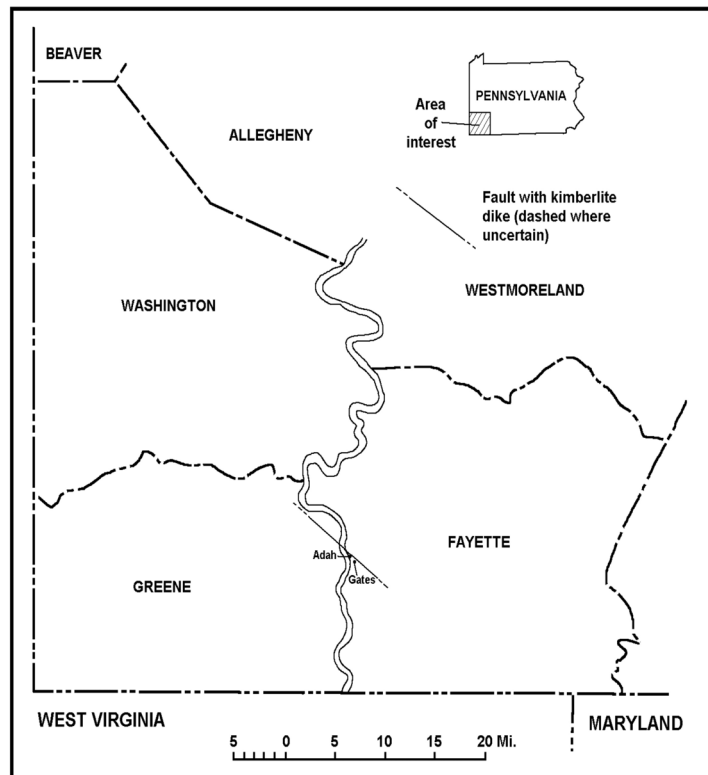 BEAVER
ALLEGHENY
PENNSYLVANIA
Area
of
interest
Fault with kimberlite
dike (dashed where
uncertain)
WASHINGTON
WESTMORELAND
FAYETTE
Adah
Gates
GREENE
WEST VIRGINIA
MARYLAND
5 0 5 10 15 20 Mi.